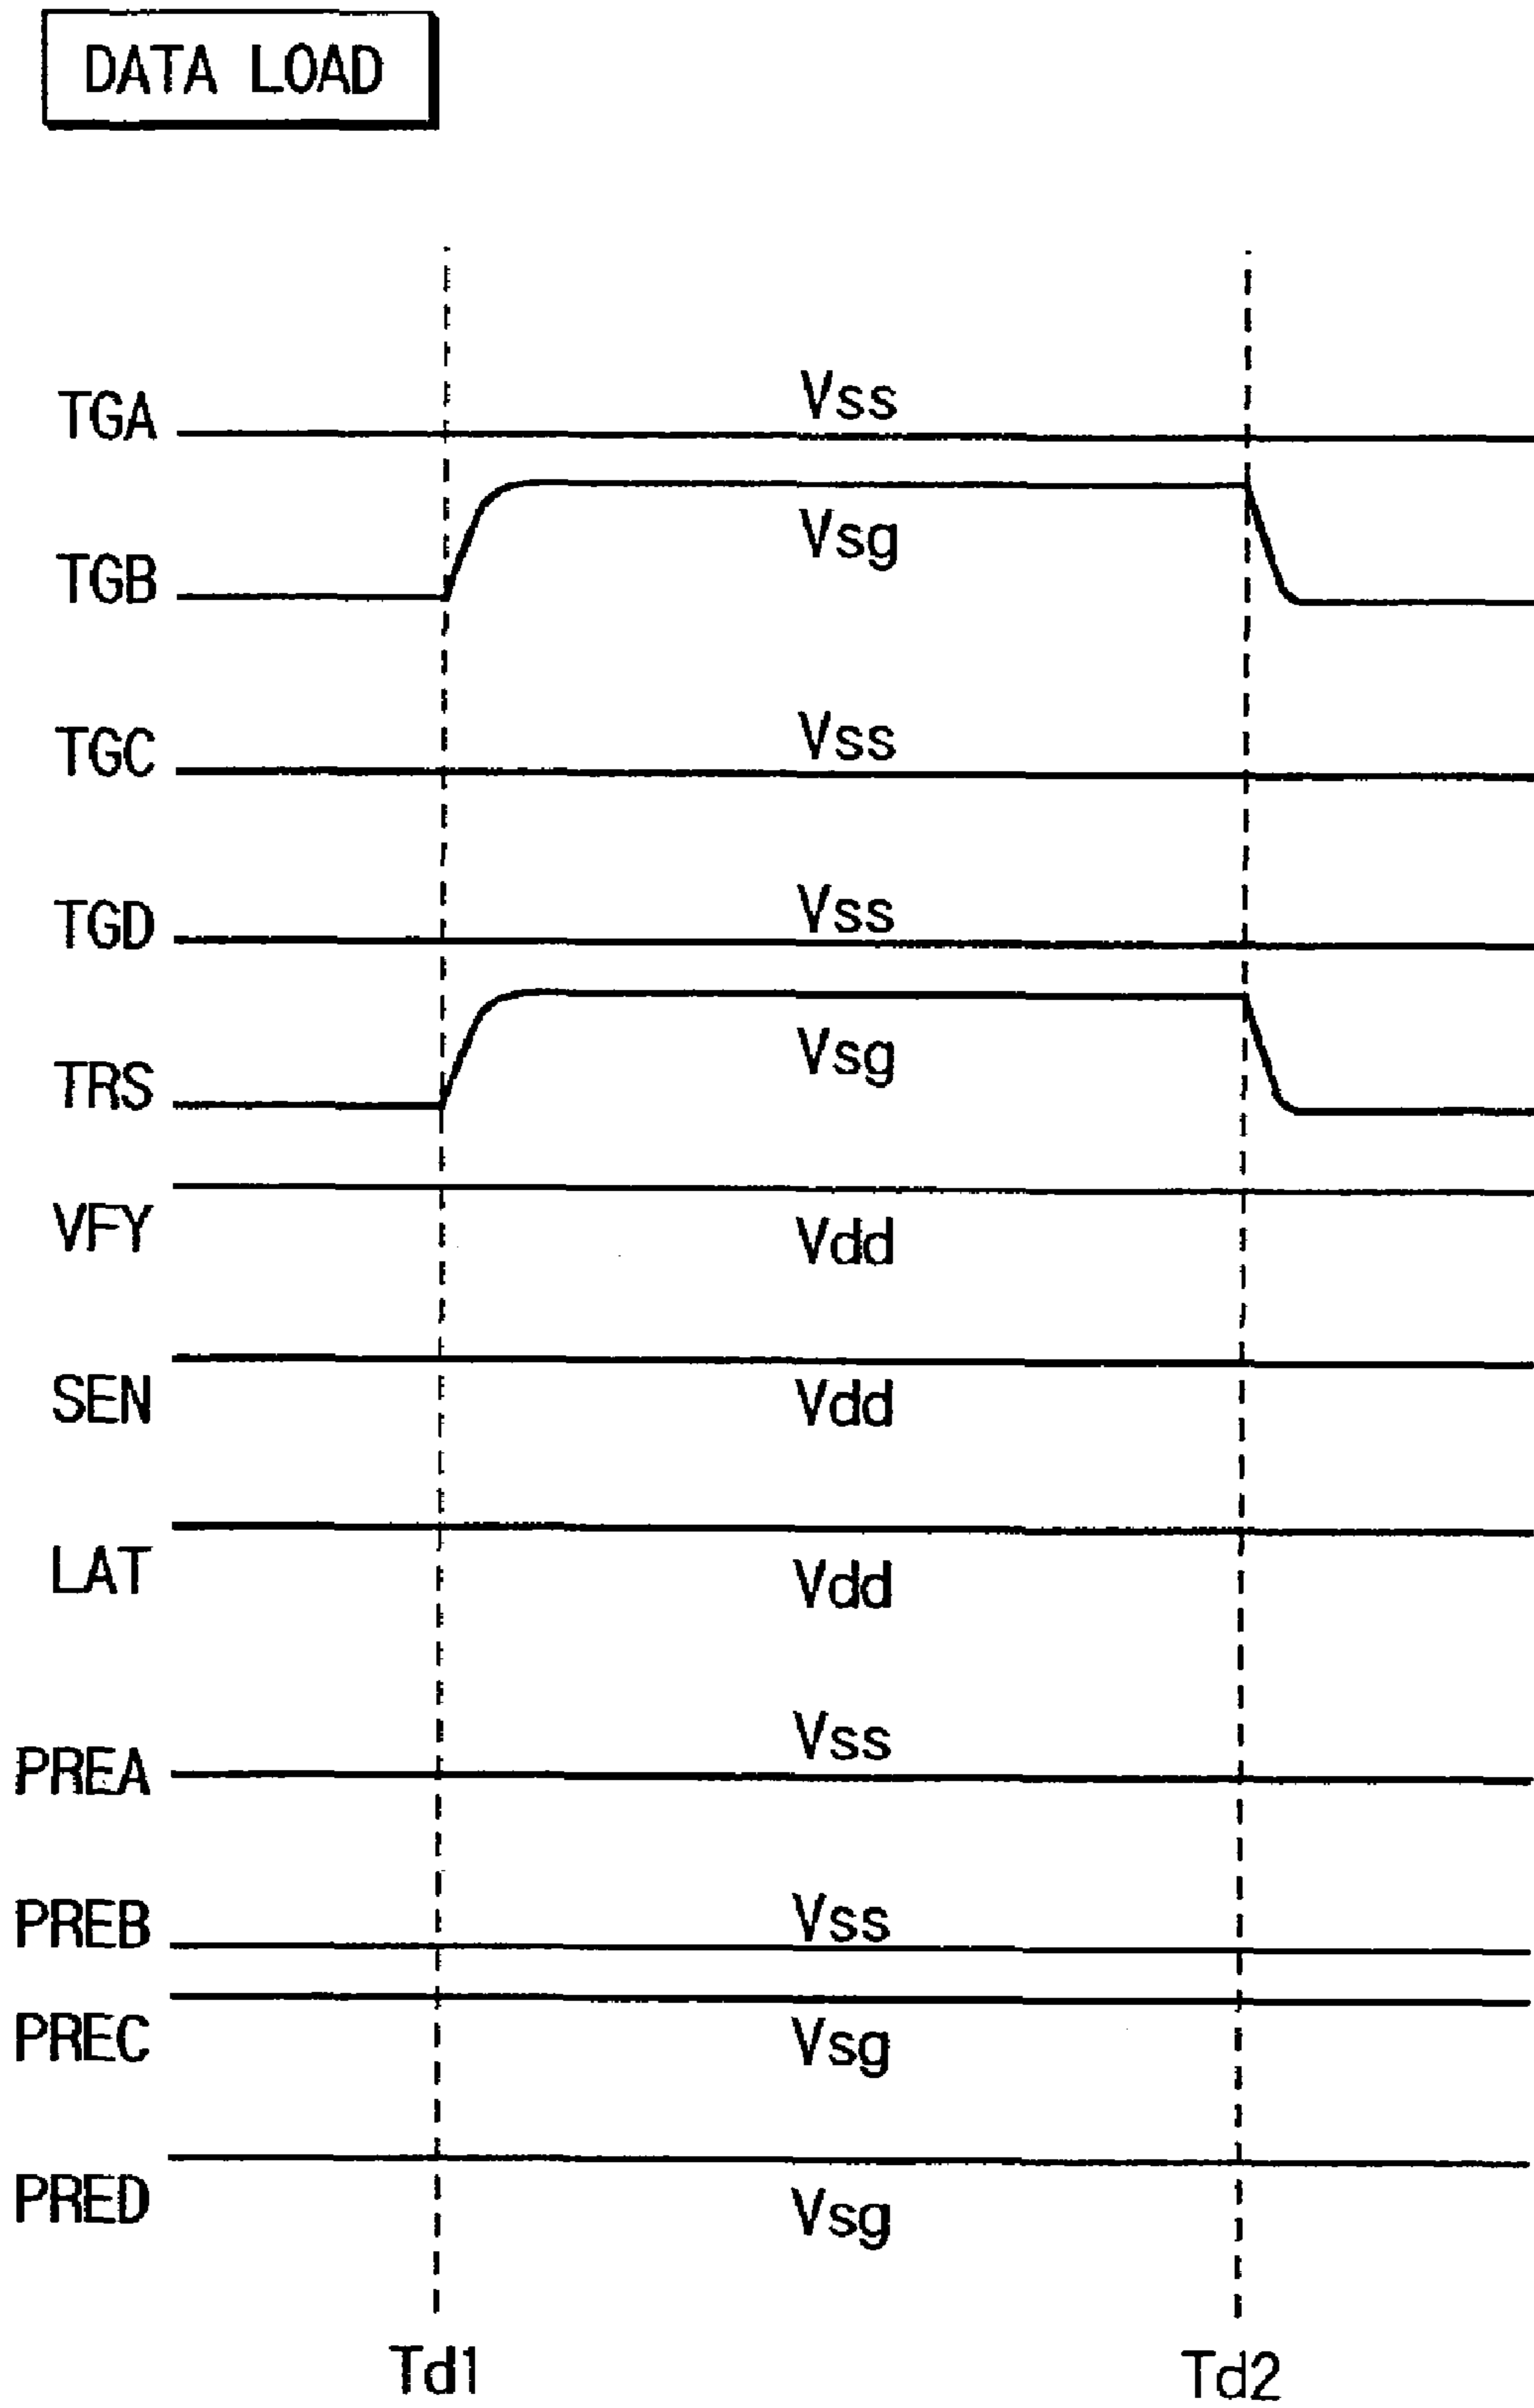 DATA LOAD
TGA Vss
TGB Vsg
TGC Vss
TGD Vss
TRS Vsg
VFY Vdd
SEN Vdd
LAT Vdd
PREA Vss
PREB Vss
PREC Vsg
PRED Vsg
Td1 Td2